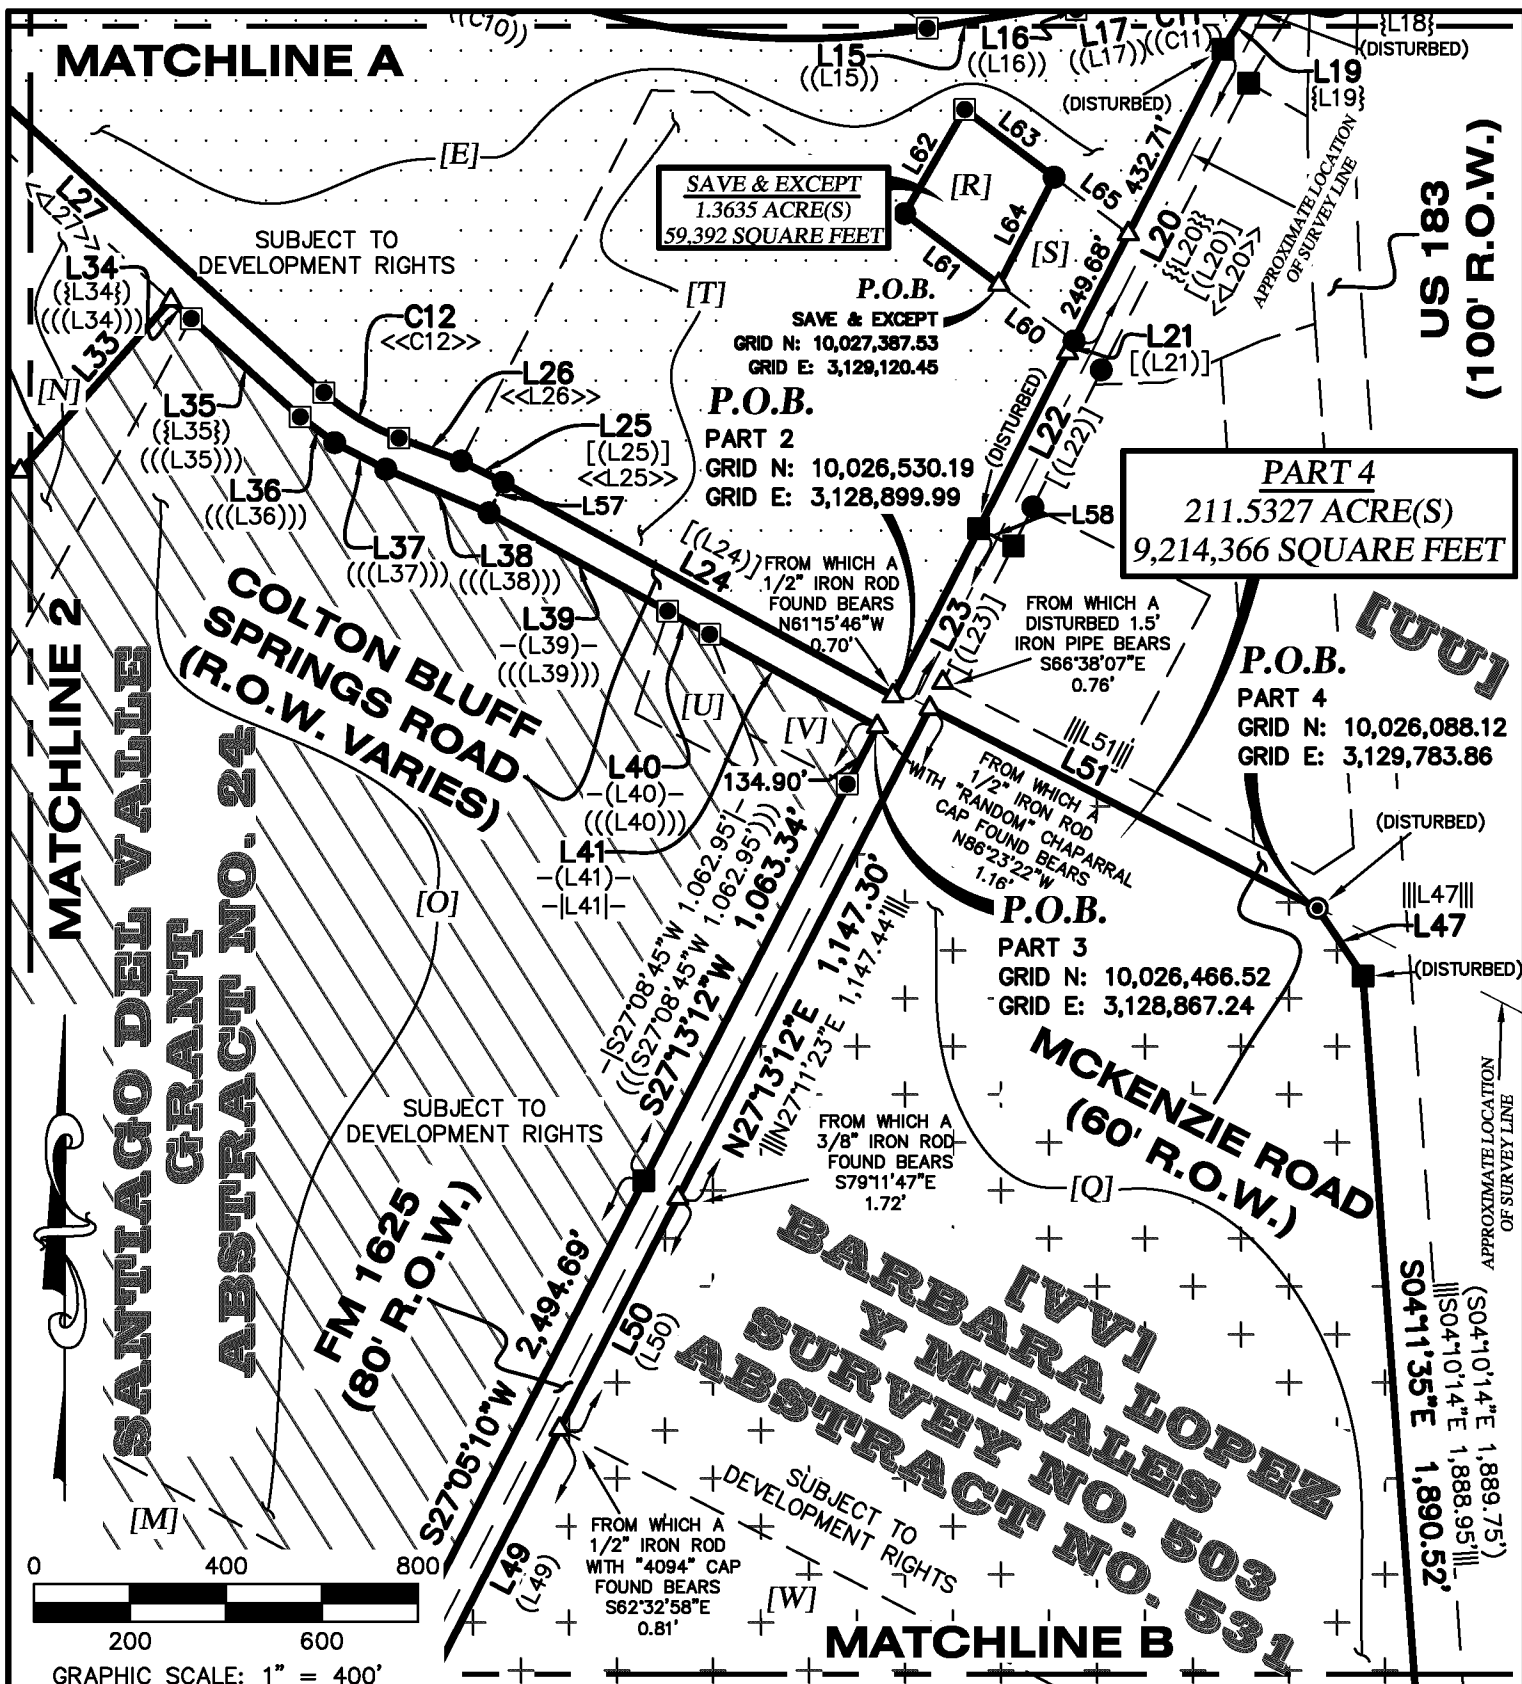 ((C10))
MATCHLINE A
L15
((L15))
L16
((L16))
L17
((L17))
C11
((C11))
{L18}
(DISTURBED)
L19
{L19}
(DISTURBED)
[E]
L27
<<L27>>
SUBJECT TO
DEVELOPMENT RIGHTS
SAVE & EXCEPT
1.3635 ACRE(S)
59,392 SQUARE FEET
L62
L63
[R]
L64
L65
L61
[S]
432.71'
L20
{{L20}}
[(L20)]
<<L20>>
APPROXIMATE LOCATION
OF SURVEY LINE
US 183
(100' R.O.W.)
L34
({L34})
(((L34)))
L33
[N]
C12
<<C12>>
[T]
P.O.B.
SAVE & EXCEPT
GRID N: 10,027,387.53
GRID E: 3,129,120.45
L60
249.68'
L21
[(L21)]
L35
({L35})
(((L35)))
L26
<<L26>>
L25
[(L25)]
<<L25>>
L57
P.O.B.
PART 2
GRID N: 10,026,530.19
GRID E: 3,128,899.99
(DISTURBED)
L22
[(L22)]
L58
PART 4
211.5327 ACRE(S)
9,214,366 SQUARE FEET
L36
(((L36)))
L37
(((L37)))
L38
(((L38)))
L39
-(L39)-
(((L39)))
[(L24)]
L24
FROM WHICH A
1/2" IRON ROD
FOUND BEARS
N61°15'46"W
0.70'
L23
[(L23)]
FROM WHICH A
DISTURBED 1.5'
IRON PIPE BEARS
S66°38'07"E
0.76'
[UU]
P.O.B.
PART 4
GRID N: 10,026,088.12
GRID E: 3,129,783.86
MATCHLINE 2
SANTIAGO DEL VALLE
GRANT
ABSTRACT NO. 24
COLTON BLUFF
SPRINGS ROAD
(R.O.W. VARIES)
[U]
[V]
L40
-(L40)-
(((L40)))
134.90'
L41
-(L41)-
-|L41|-
|||L51|||
L51
FROM WHICH A
1/2" IRON ROD
WITH "RANDOM" CHAPARRAL
CAP FOUND BEARS
N86°23'22"W
1.16'
(DISTURBED)
|||L47|||
L47
(DISTURBED)
P.O.B.
PART 3
GRID N: 10,026,466.52
GRID E: 3,128,867.24
[O]
-|S27°08'45"W 1,062.95'|-
(((S27°08'45"W 1,062.95')))
S27°13'12"W 1,063.34'
N27°13'12"E 1,147.30'
|||N27°11'23"E 1,147.44'|||
MCKENZIE ROAD
(60' R.O.W.)
APPROXIMATE LOCATION
OF SURVEY LINE
SUBJECT TO
DEVELOPMENT RIGHTS
FROM WHICH A
3/8" IRON ROD
FOUND BEARS
S79°11'47"E
1.72'
[Q]
FM 1625
(80' R.O.W.)
2,494.69'
S27°05'10"W
L50
(L50)
[VV]
BARBARA LOPEZ
Y MIRALES
SURVEY NO. 503
ABSTRACT NO. 531
S04°11'35"E 1,890.52'
|||S04°10'14"E 1,888.95'|||
(S04°10'14"E 1,889.75')
[M]
L49
(L49)
FROM WHICH A
1/2" IRON ROD
WITH "4094" CAP
FOUND BEARS
S62°32'58"E
0.81'
SUBJECT TO
DEVELOPMENT RIGHTS
[W]
MATCHLINE B
0 400 800
200 600
GRAPHIC SCALE: 1" = 400'